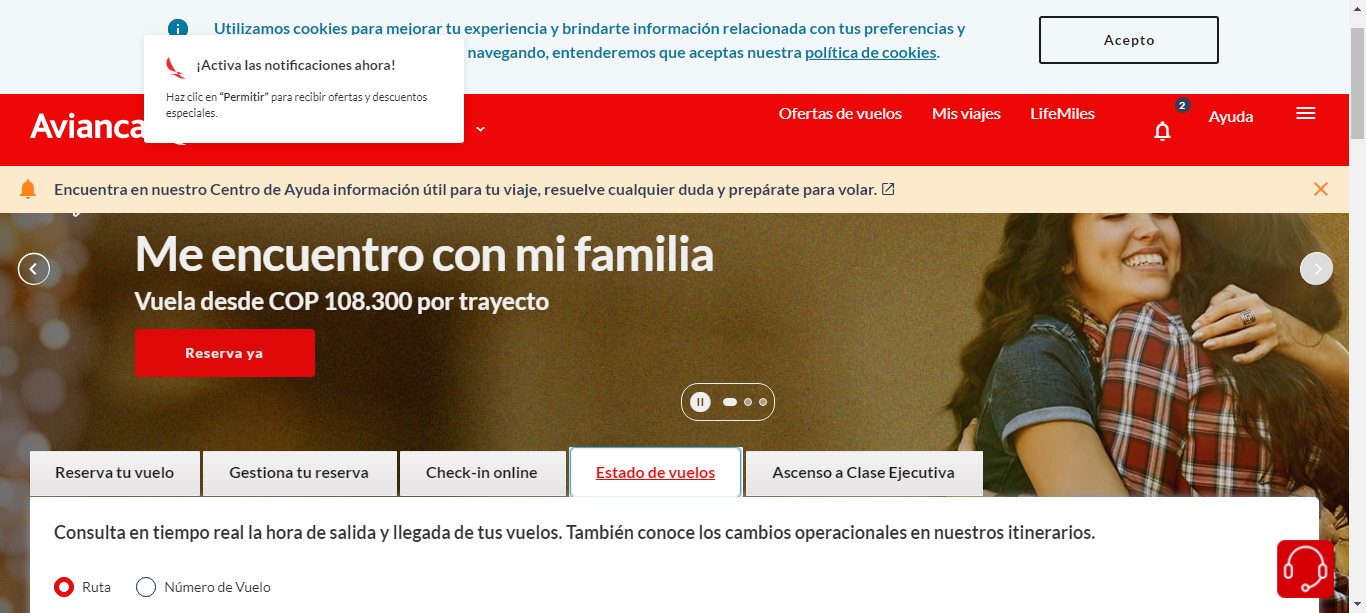 Utilizamos cookies para mejorar tu experiencia y brindarte información relacionada con tus preferencias y
navegando, entenderemos que aceptas nuestra política de cookies.
Acepto
¡Activa las notificaciones ahora!
Haz clic en “Permitir” para recibir ofertas y descuentos
especiales.
Avianca
Ofertas de vuelos
Mis viajes
LifeMiles
2
Ayuda
Encuentra en nuestro Centro de Ayuda información útil para tu viaje, resuelve cualquier duda y prepárate para volar.
Me encuentro con mi familia
Vuela desde COP 108.300 por trayecto
Reserva ya
Reserva tu vuelo
Gestiona tu reserva
Check-in online
Estado de vuelos
Ascenso a Clase Ejecutiva
Consulta en tiempo real la hora de salida y llegada de tus vuelos. También conoce los cambios operacionales en nuestros itinerarios.
Ruta
Número de Vuelo